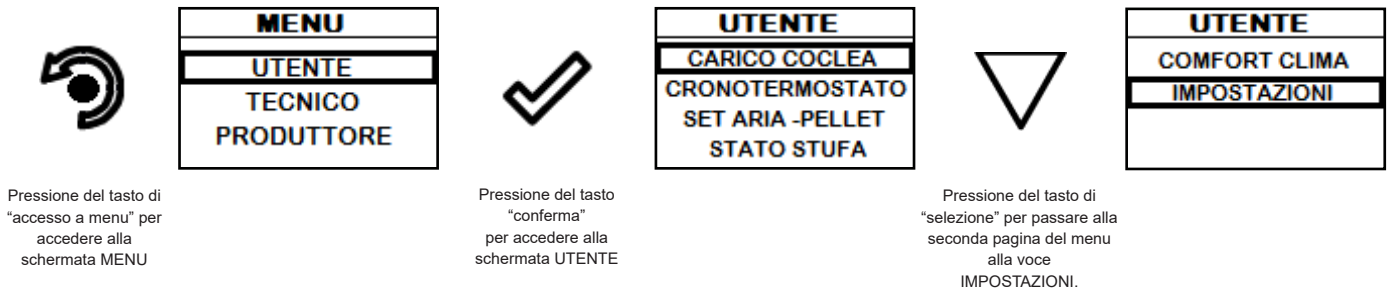 MENU
UTENTE
TECNICO
PRODUTTORE
Pressione del tasto di
“accesso a menu” per
accedere alla
schermata MENU
Pressione del tasto
“conferma”
per accedere alla
schermata UTENTE
UTENTE
CARICO COCLEA
CRONOTERMOSTATO
SET ARIA -PELLET
STATO STUFA
Pressione del tasto di
“selezione” per passare alla
seconda pagina del menu
alla voce
IMPOSTAZIONI.
UTENTE
COMFORT CLIMA
IMPOSTAZIONI